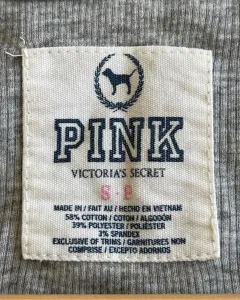 PINK
VICTORIA'S SECRET
S-P
MADE IN / FAIT AU / HECHO EN VIETNAM
58% COTTON / COTON / ALGODÓN
39% POLYESTER / POLIÉSTER
3% SPANDEX
EXCLUSIVE OF TRIMS / GARNITURES NON
COMPRISE / EXCEPTO ADORNOS